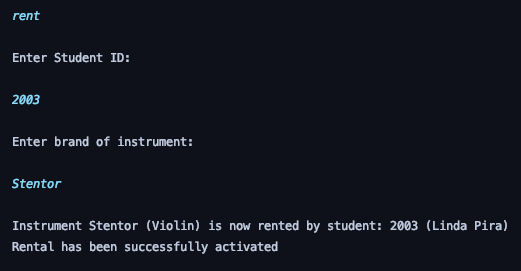 rent
Enter Student ID:
2003
Enter brand of instrument:
Stentor
Instrument Stentor (Violin) is now rented by student: 2003 (Linda Pira)
Rental has been successfully activated